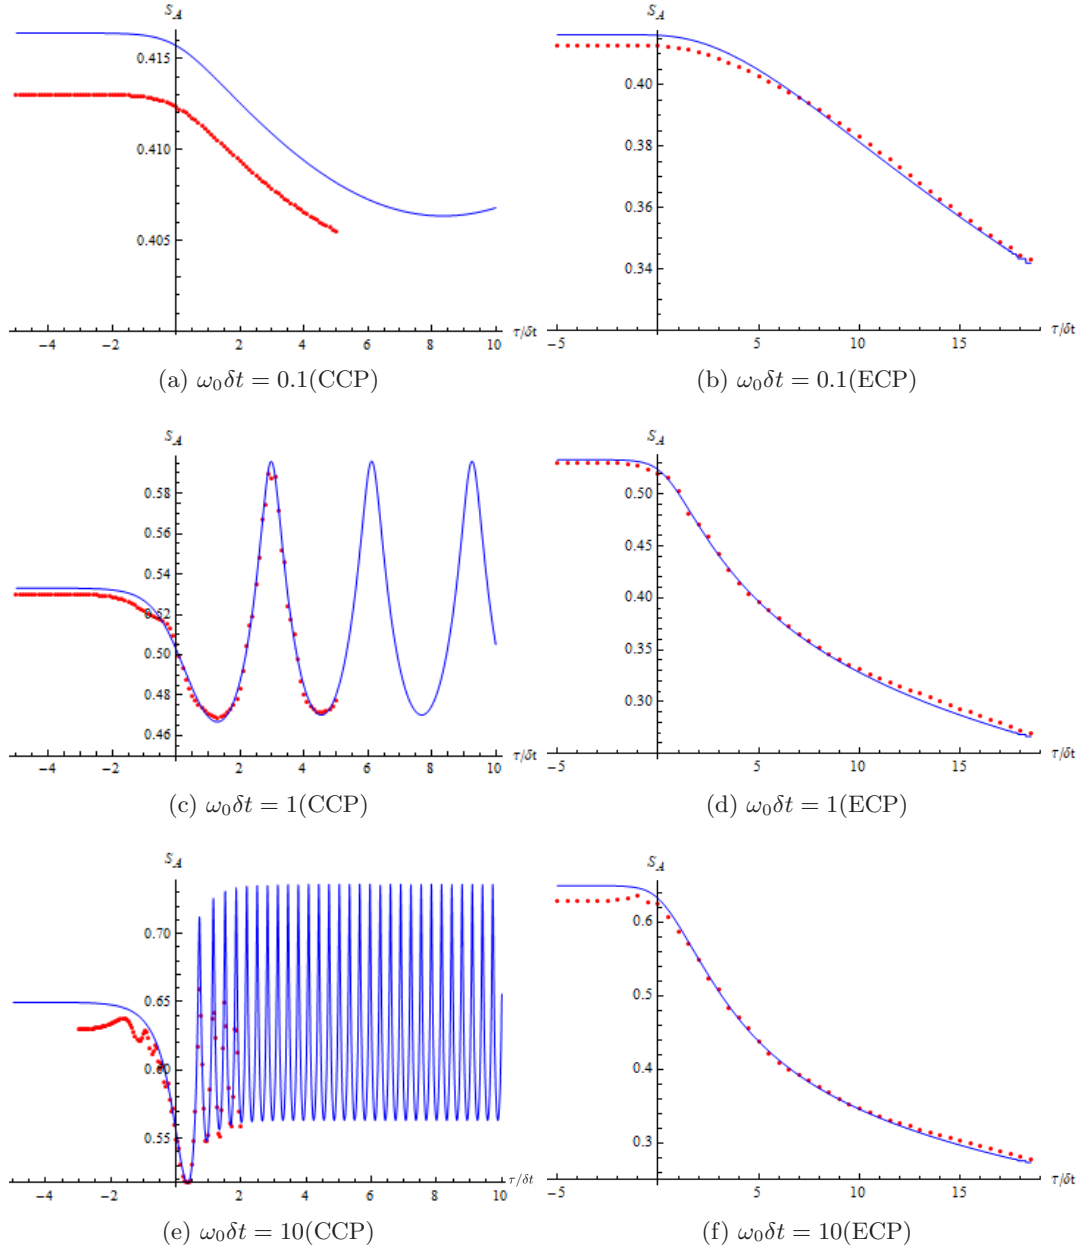 S_A
0.415
0.410
0.405
−4 −2 2 4 6 8 10
τ/δt
(a) ω₀δt = 0.1(CCP)
S_A
0.40
0.38
0.36
0.34
−5 5 10 15
τ/δt
(b) ω₀δt = 0.1(ECP)
S_A
0.58
0.56
0.54
0.52
0.50
0.48
0.46
−4 −2 0 2 4 6 8 10
τ/δt
(c) ω₀δt = 1(CCP)
S_A
0.50
0.45
0.40
0.35
0.30
−5 5 10 15
τ/δt
(d) ω₀δt = 1(ECP)
S_A
0.70
0.65
0.60
0.55
−4 −2 0 2 4 6 8 10
τ/δt
(e) ω₀δt = 10(CCP)
S_A
0.6
0.5
0.4
0.3
−5 5 10 15
τ/δt
(f) ω₀δt = 10(ECP)